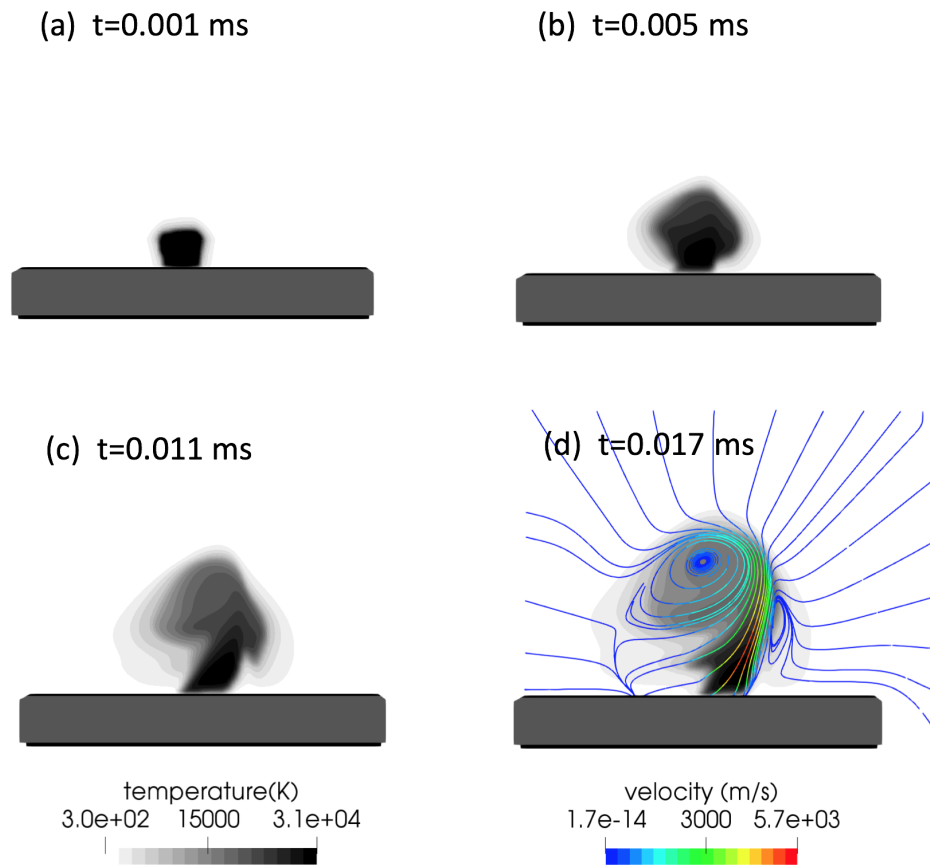 (a) t=0.001 ms
(b) t=0.005 ms
(c) t=0.011 ms
(d) t=0.017 ms
temperature(K)
3.0e+02 15000 3.1e+04
velocity (m/s)
1.7e-14 3000 5.7e+03